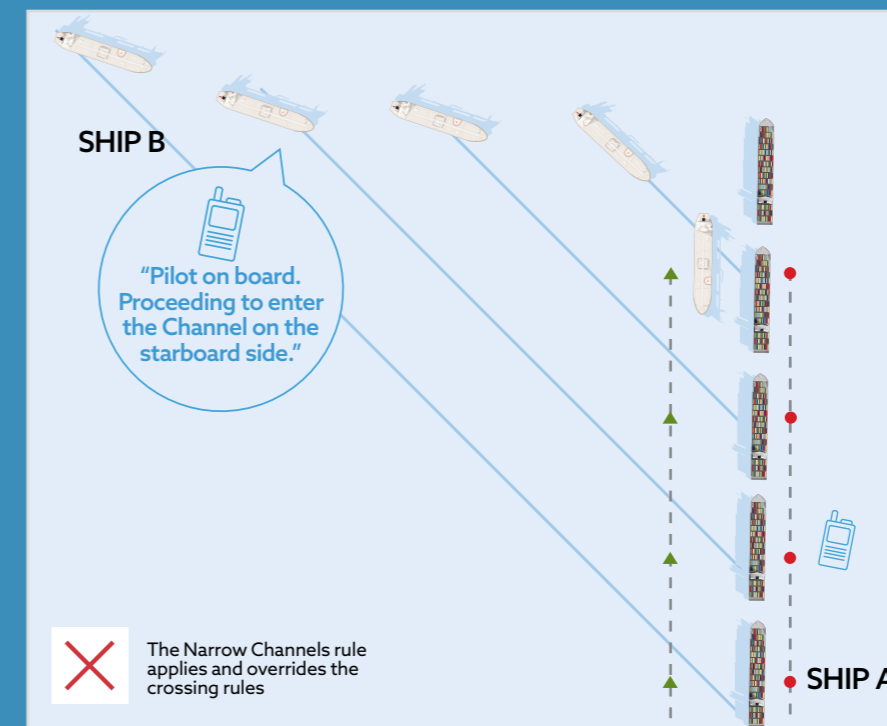 SHIP B
“Pilot on board.
Proceeding to enter
the Channel on the
starboard side.”
SHIP A
The Narrow Channels rule
applies and overrides the
crossing rules